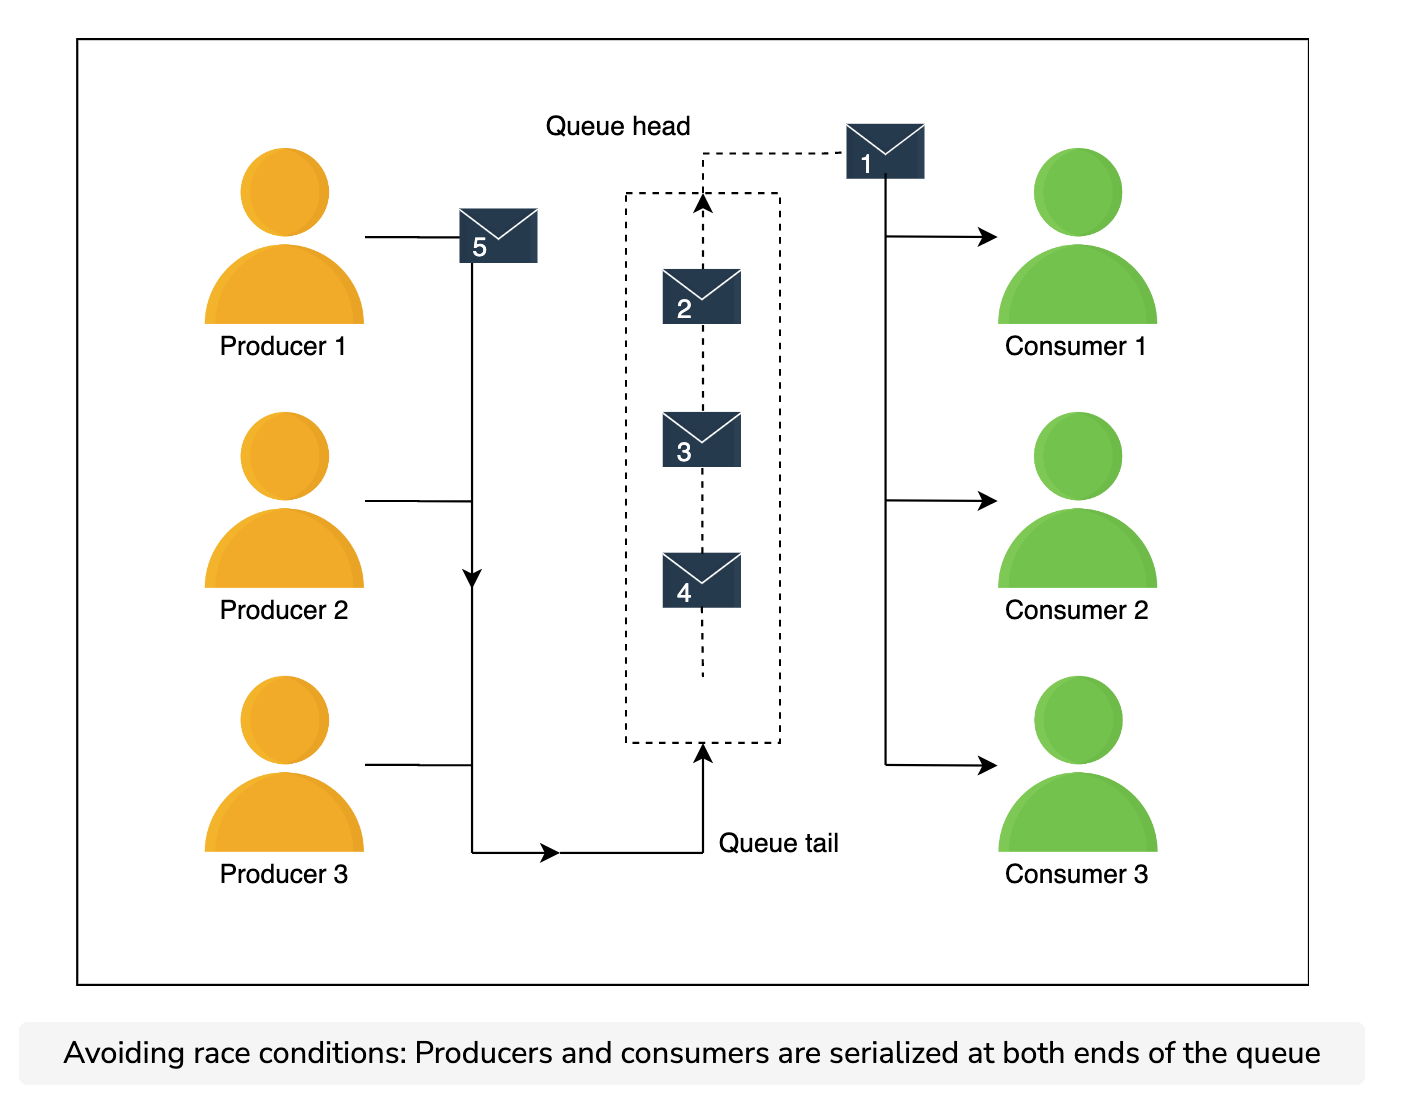 Queue head
1
5
Producer 1
2
Consumer 1
3
Producer 2
4
Consumer 2
Queue tail
Producer 3
Consumer 3
Avoiding race conditions: Producers and consumers are serialized at both ends of the queue